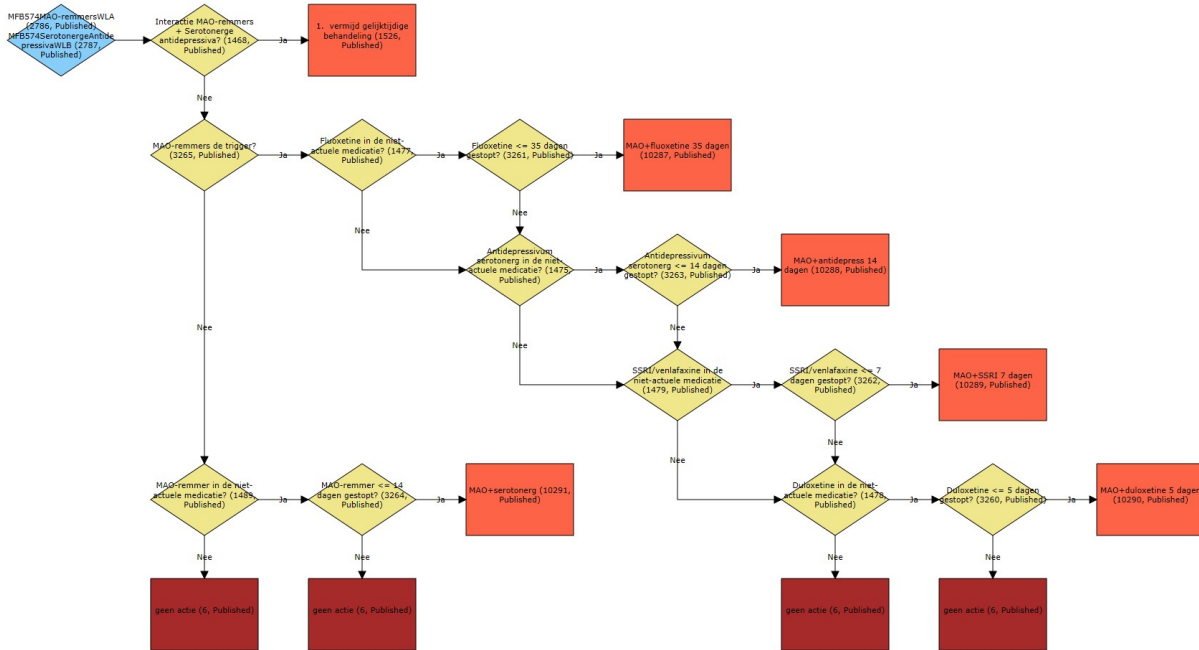 MFB574MAO-remmersWLA
(2786, Published)
MFB574SerotonergeAntide
pressivaWLB (2787,
Published)
Interactie MAO-remmers
+ Serotonerge
antidepressiva? (1468,
Published)
Ja
1. vermijd gelijktijdige
behandeling (1526,
Published)
Nee
MAO-remmers de trigger?
(3265, Published)
Ja
Fluoxetine in de niet-
actuele medicatie? (1477,
Published)
Ja
Fluoxetine <= 35 dagen
gestopt? (3261, Published)
Ja
MAO+fluoxetine 35 dagen
(10287, Published)
Nee
Nee
Antidepressivum
serotonerg in de niet-
actuele medicatie? (1475,
Published)
Ja
Antidepressivum
serotonerg <= 14 dagen
gestopt? (3263, Published)
Ja
MAO+antidepress 14
dagen (10288, Published)
Nee
Nee
Nee
SSRI/venlafaxine in de
niet-actuele medicatie
(1479, Published)
Ja
SSRI/venlafaxine <= 7
dagen gestopt? (3262,
Published)
Ja
MAO+SSRI 7 dagen
(10289, Published)
Nee
Nee
MAO-remmer in de niet-
actuele medicatie? (1489,
Published)
Ja
MAO-remmer <= 14
dagen gestopt? (3264,
Published)
Ja
MAO+serotonerg (10291,
Published)
Duloxetine in de niet-
actuele medicatie? (1478,
Published)
Ja
Duloxetine <= 5 dagen
gestopt? (3260, Published)
Ja
MAO+duloxetine 5 dagen
(10290, Published)
Nee
Nee
Nee
Nee
geen actie (6, Published)
geen actie (6, Published)
geen actie (6, Published)
geen actie (6, Published)